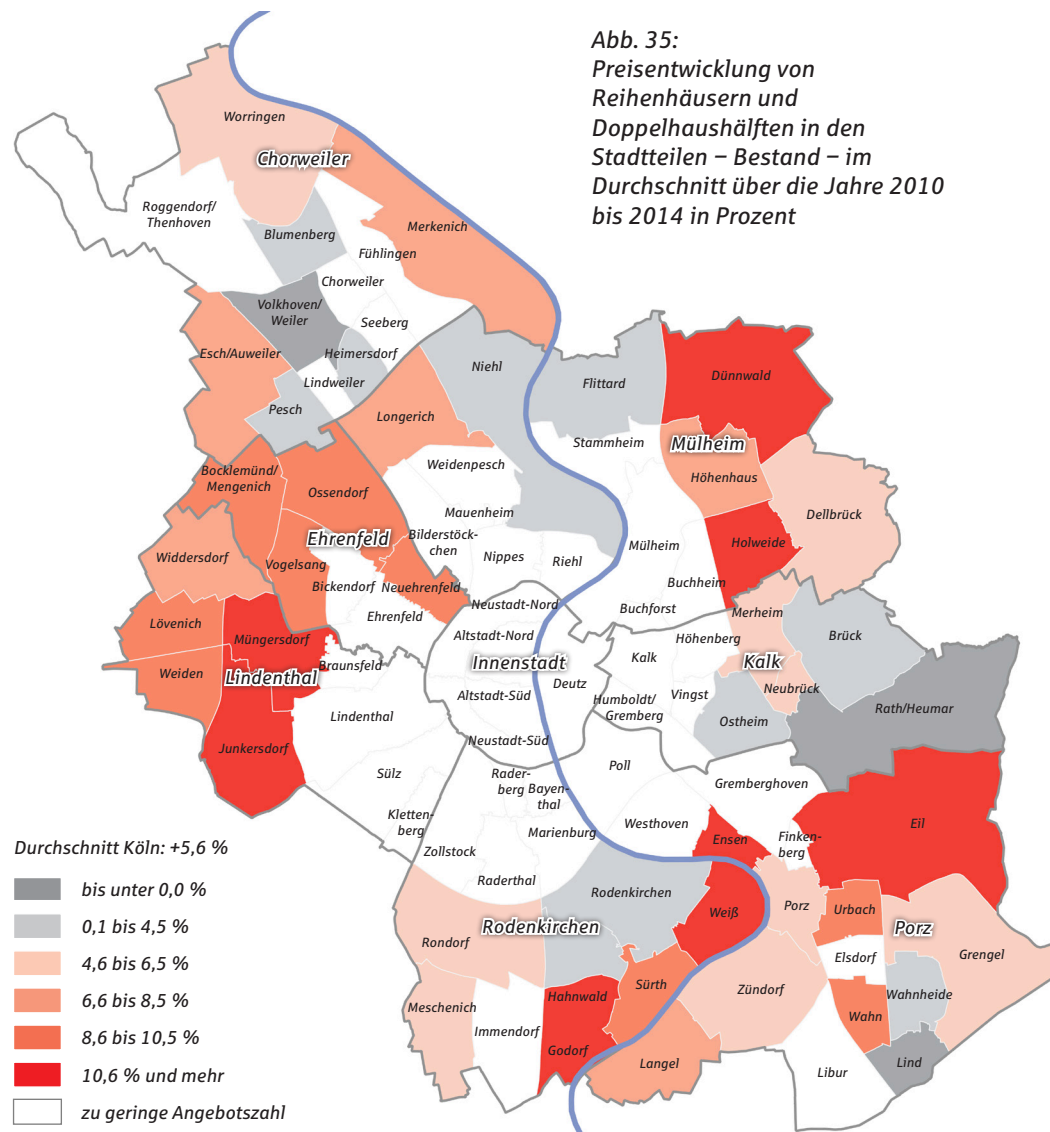 Abb. 35:
Preisentwicklung von
Reihenhäusern und
Doppelhaushälften in den
Stadtteilen – Bestand – im
Durchschnitt über die Jahre 2010
bis 2014 in Prozent
Worringen
Chorweiler
Roggendorf/
Thenhoven
Blumenberg
Merkenich
Fühlingen
Chorweiler
Volkhoven/
Weiler
Seeberg
Esch/Auweiler
Heimersdorf
Lindweiler
Pesch
Niehl
Longerich
Flittard
Dünnwald
Stammheim
Mülheim
Höhenhaus
Weidenpesch
Bocklemünd/
Mengenich
Ossendorf
Mauenheim
Dellbrück
Ehrenfeld
Bilderstöck-
chen
Holweide
Widdersdorf
Vogelsang
Nippes
Riehl
Mülheim
Bickendorf
Neuehrenfeld
Buchheim
Ehrenfeld
Neustadt-Nord
Buchforst
Merheim
Lövenich
Müngersdorf
Altstadt-Nord
Höhenberg
Brück
Braunsfeld
Innenstadt
Kalk
Kalk
Weiden
Lindenthal
Deutz
Neubrück
Altstadt-Süd
Humboldt/
Gremberg
Vingst
Rath/Heumar
Lindenthal
Ostheim
Junkersdorf
Neustadt-Süd
Sülz
Poll
Rader-
berg
Bayen-
thal
Gremberghoven
Kletten-
berg
Westhoven
Eil
Marienburg
Ensen
Finken-
berg
Zollstock
Raderthal
Rodenkirchen
Porz
Urbach
Weiß
Rodenkirchen
Porz
Rondorf
Grengel
Elsdorf
Sürth
Zündorf
Wahnheide
Meschenich
Hahnwald
Wahn
Immendorf
Godorf
Langel
Lind
Libur
Durchschnitt Köln: +5,6 %
bis unter 0,0 %
0,1 bis 4,5 %
4,6 bis 6,5 %
6,6 bis 8,5 %
8,6 bis 10,5 %
10,6 % und mehr
zu geringe Angebotszahl